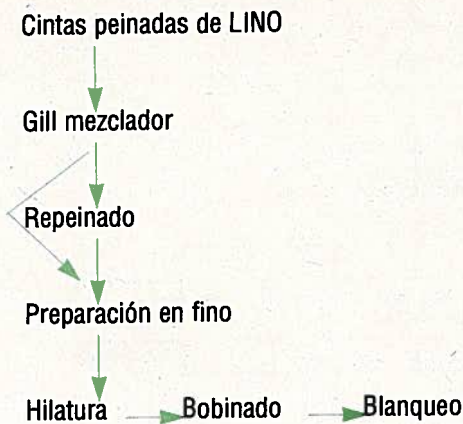 Cintas peinadas de LINO
Gill mezclador
Repeinado
Preparación en fino
Hilatura Bobinado Blanqueo